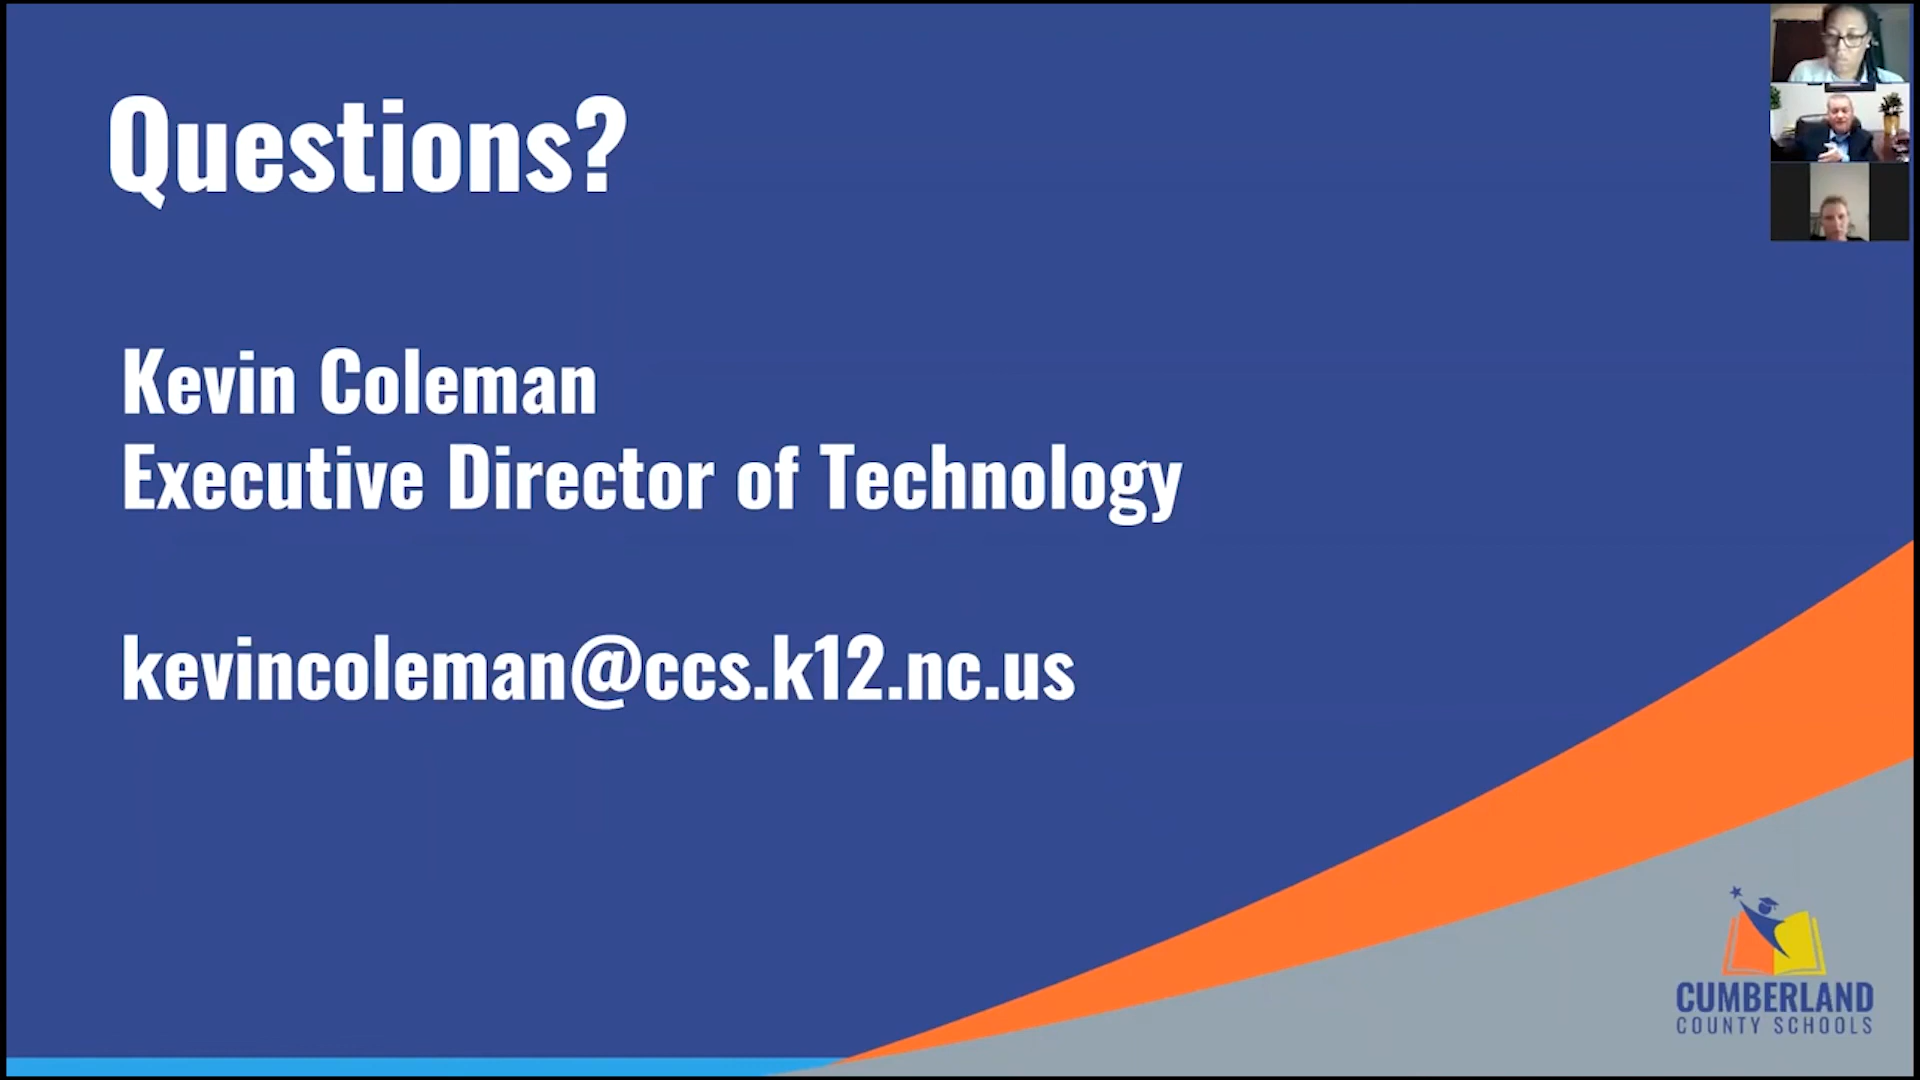 Questions?
Kevin Coleman
Executive Director of Technology
kevincoleman@ccs.k12.nc.us
CUMBERLAND
COUNTY SCHOOLS